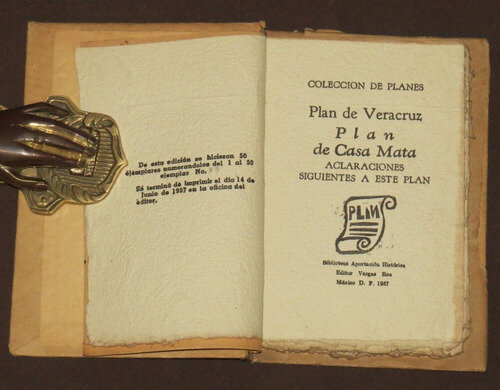 De esta edición se hicieron 50
ejemplares numerandolos del 1 al 50
ejemplar No.
Se terminó de imprimir el día 14 de
Junio de 1957 en la oficina del
editor.
COLECCION DE PLANES
Plan de Veracruz
Plan
de Casa Mata
ACLARACIONES
SIGUIENTES A ESTE PLAN
PLAN
Biblioteca Aportación Histórica
Editor Vargas Rea
México D. F. 1957